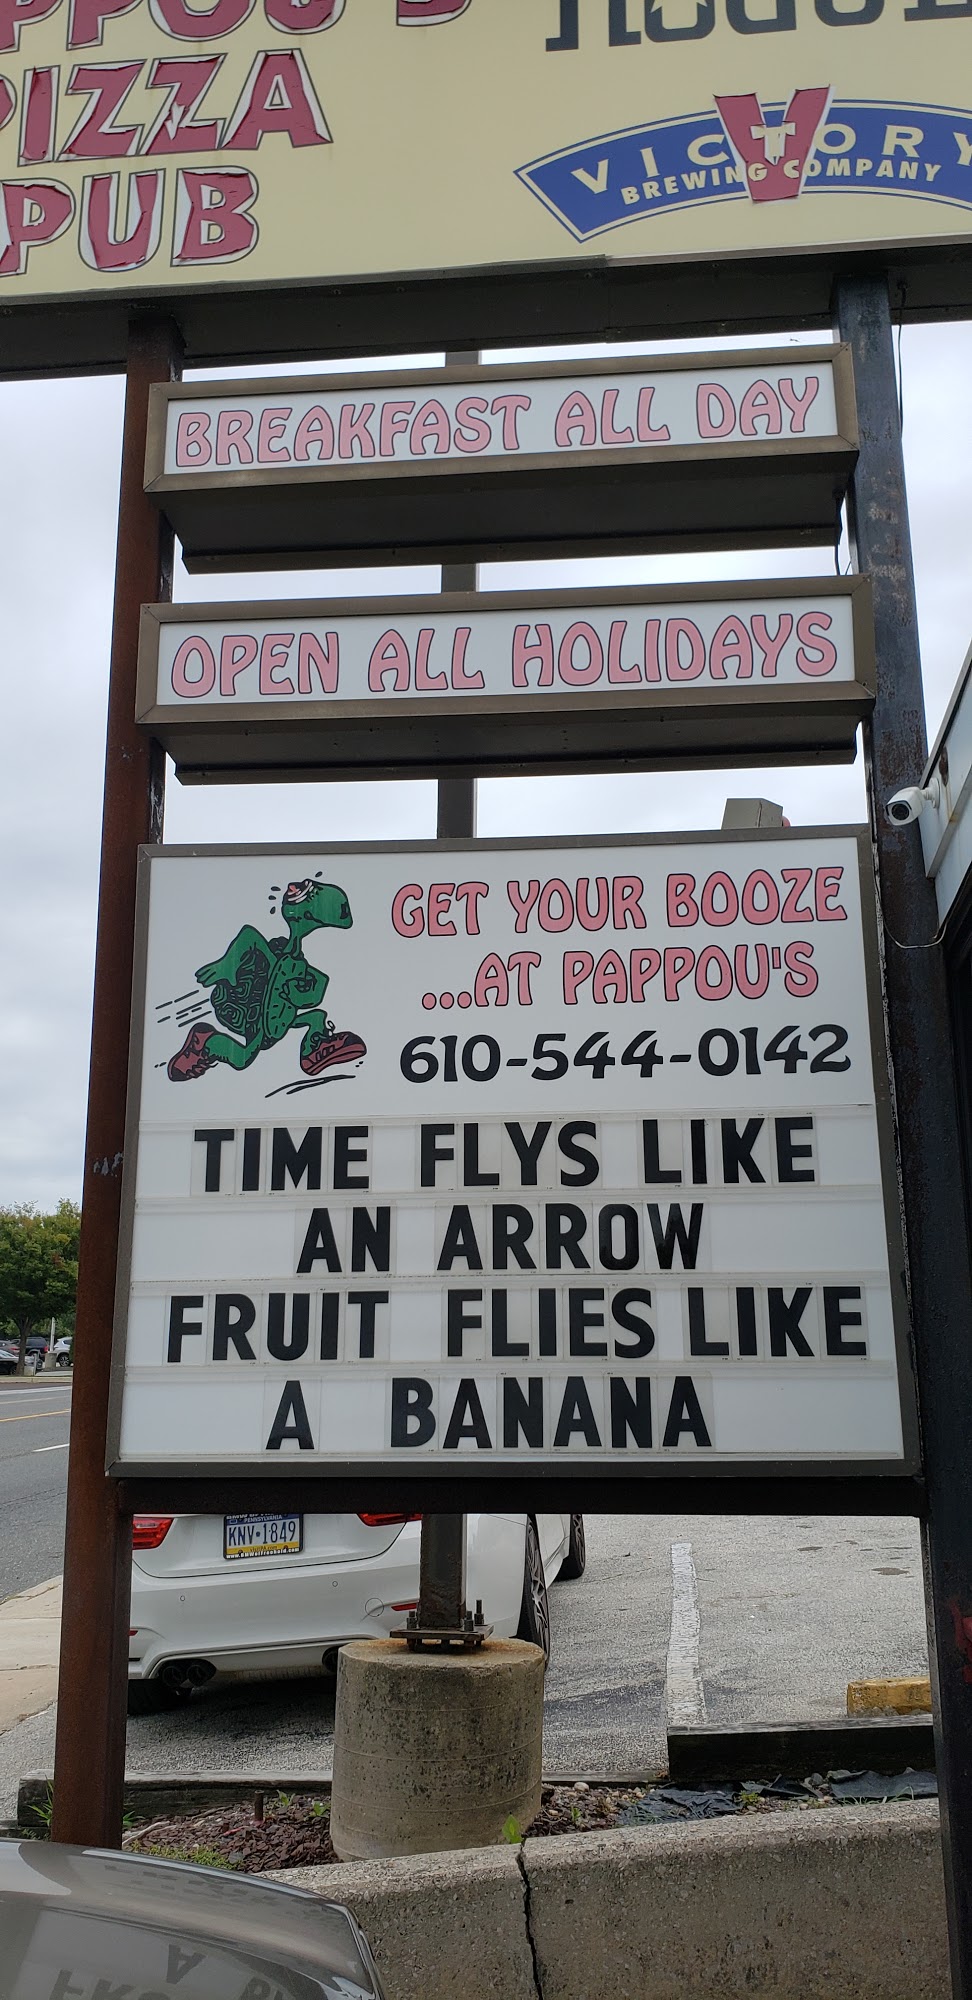 PIZZA
PUB
VICTORY
BREWING COMPANY
BREAKFAST ALL DAY
OPEN ALL HOLIDAYS
GET YOUR BOOZE
...AT PAPPOU'S
610-544-0142
TIME FLYS LIKE
AN ARROW
FRUIT FLIES LIKE
A BANANA
PENNSYLVANIA
KNV•1849